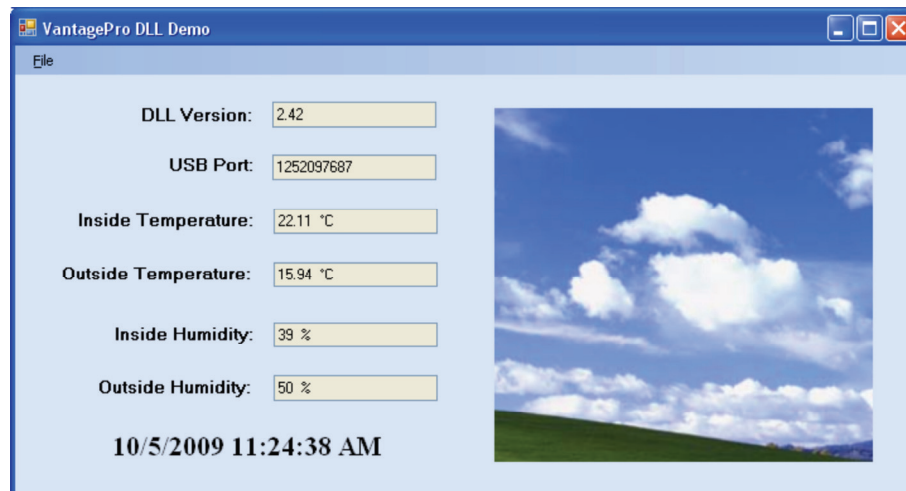 VantagePro DLL Demo
File
DLL Version: 2.42
USB Port: 1252097687
Inside Temperature: 22.11 °C
Outside Temperature: 15.94 °C
Inside Humidity: 39 %
Outside Humidity: 50 %
10/5/2009 11:24:38 AM